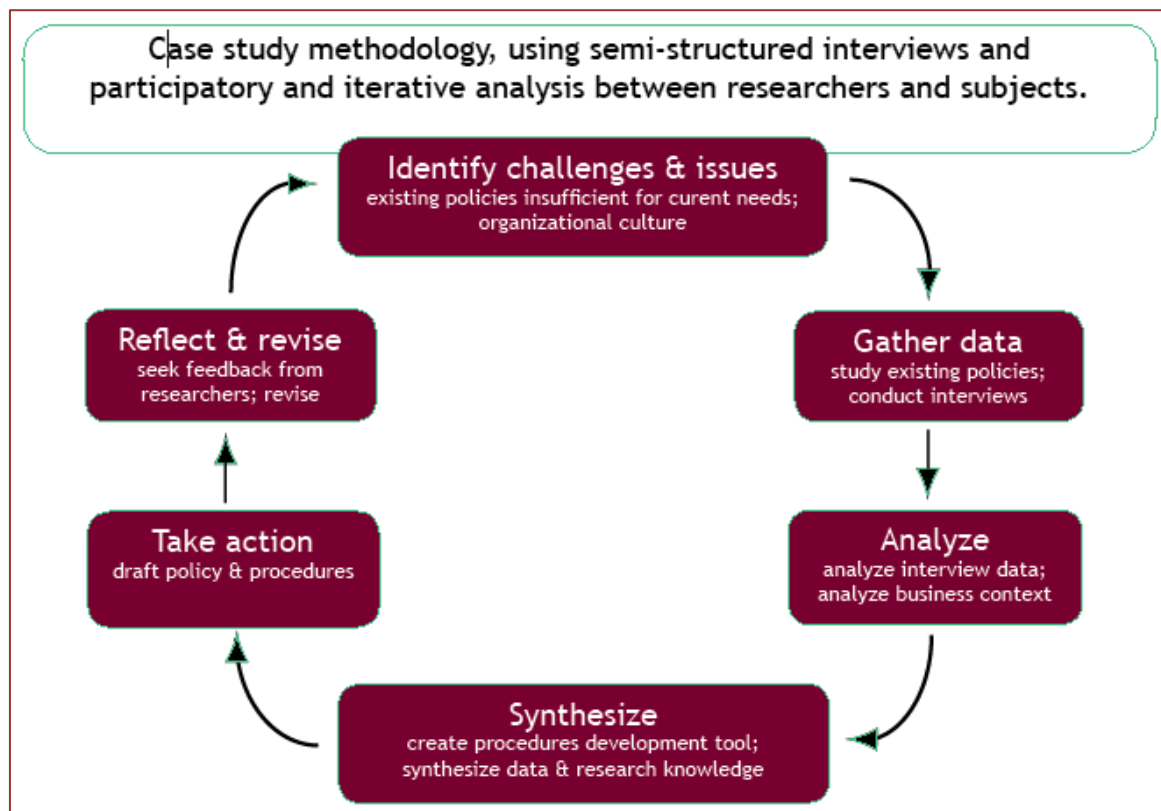 Case study methodology, using semi-structured interviews and
participatory and iterative analysis between researchers and subjects.
Identify challenges & issues
existing policies insufficient for curent needs;
organizational culture
Gather data
study existing policies;
conduct interviews
Analyze
analyze interview data;
analyze business context
Synthesize
create procedures development tool;
synthesize data & research knowledge
Take action
draft policy & procedures
Reflect & revise
seek feedback from
researchers; revise